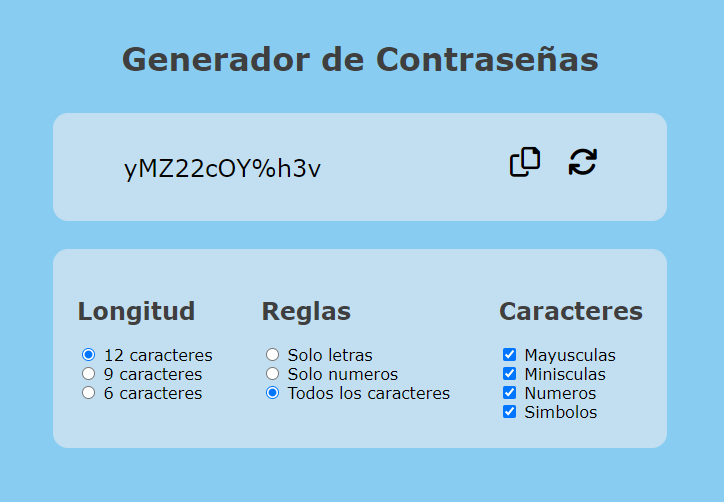 Generador de Contraseñas
yMZ22cOY%h3v
Longitud
12 caracteres
9 caracteres
6 caracteres
Reglas
Solo letras
Solo numeros
Todos los caracteres
Caracteres
Mayusculas
Minisculas
Numeros
Simbolos